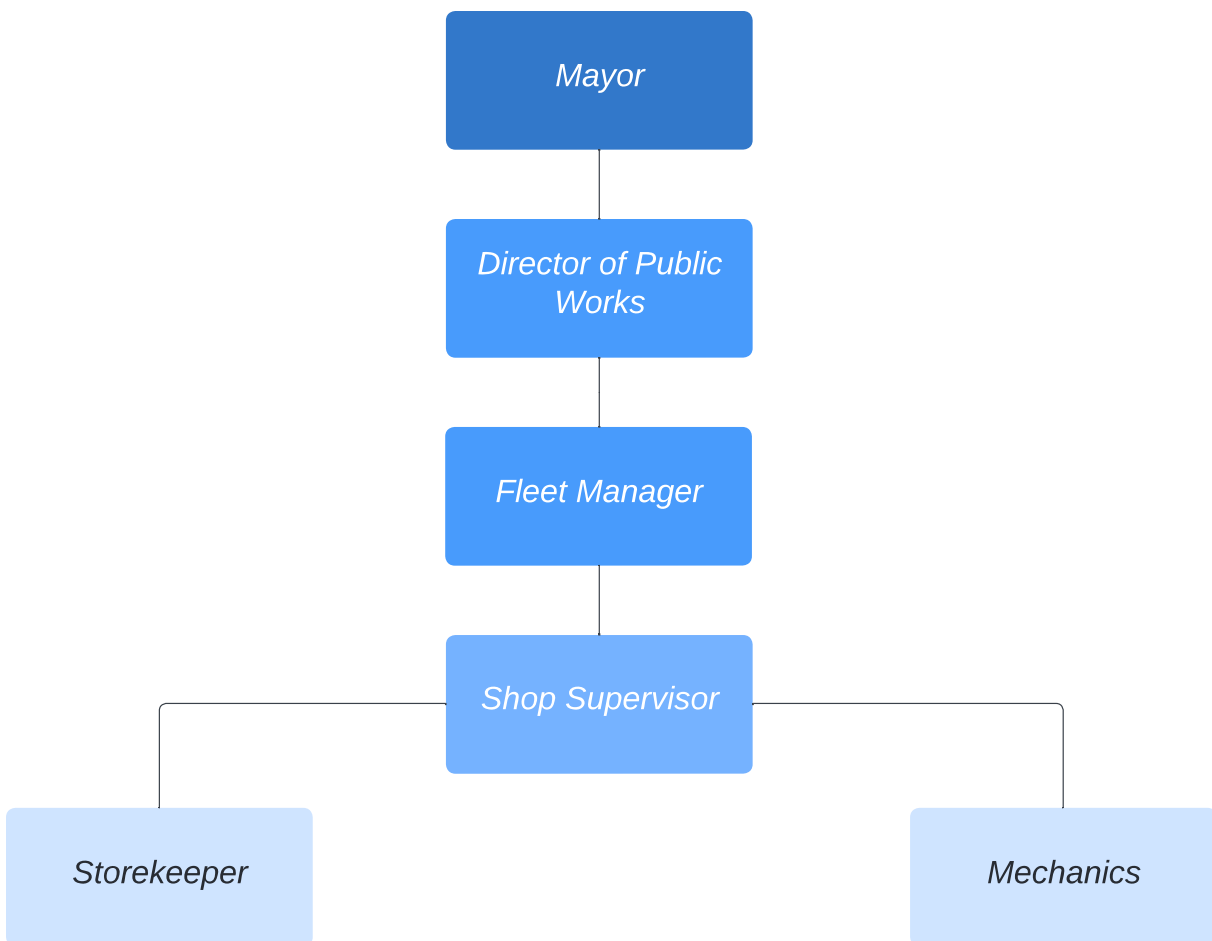 Mayor
Director of Public
Works
Fleet Manager
Shop Supervisor
Storekeeper
Mechanics